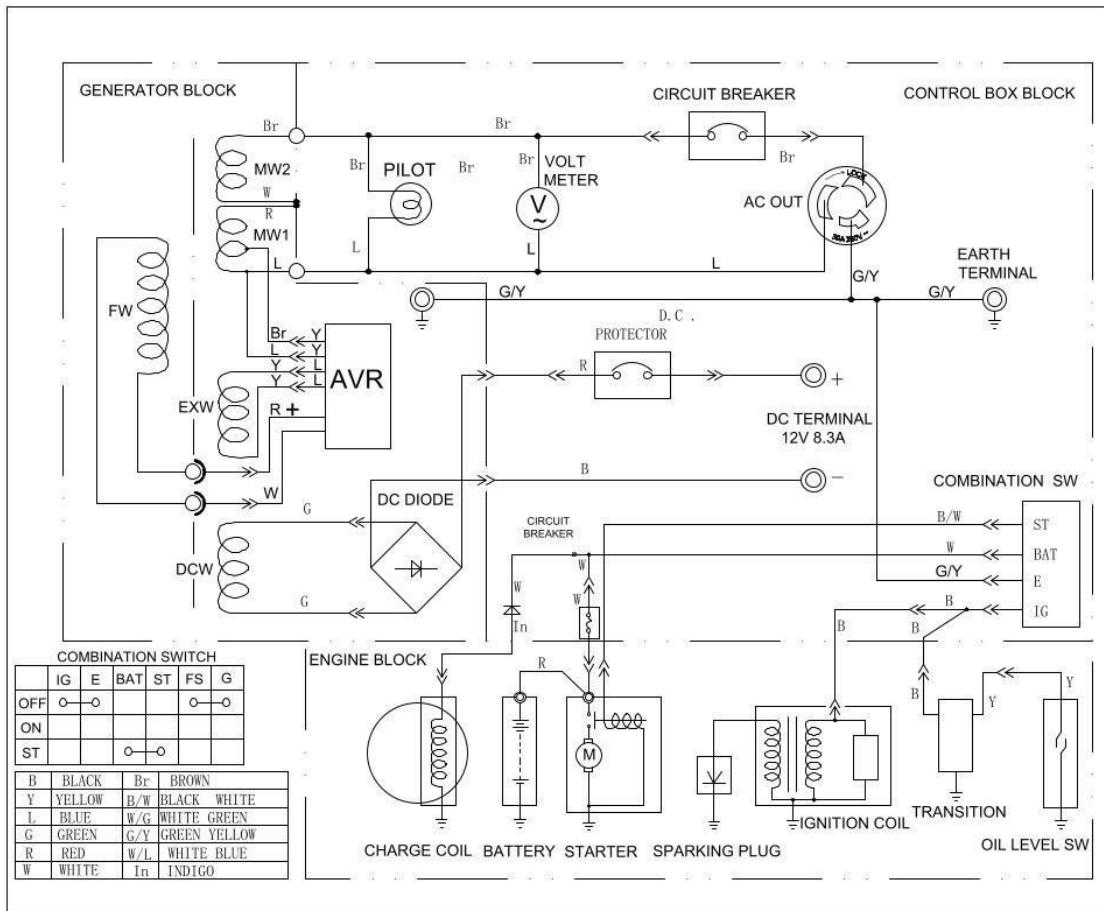 GENERATOR BLOCK
CIRCUIT BREAKER
CONTROL BOX BLOCK
Br
Br
Br
Br
Br
Br
MW2
PILOT
VOLT
METER
W
R
V
~
AC OUT
LOCK
30A 250V~
MW1
L
L
L
L
EARTH
TERMINAL
G/Y
G/Y
G/Y
FW
D.C.
PROTECTOR
Br Y
L Y
Y L
Y L
AVR
R
+
EXW
R +
DC TERMINAL
12V 8.3A
B
−
W
DC DIODE
COMBINATION SW
G
CIRCUIT
BREAKER
B/W
ST
W
BAT
DCW
W
G/Y
E
G
W
W
B
IG
In
B
B
COMBINATION SWITCH
ENGINE BLOCK
IG E BAT ST FS G
OFF
ON
ST
R
B
Y
Y
M
B BLACK Br BROWN
Y YELLOW B/W BLACK WHITE
L BLUE W/G WHITE GREEN
G GREEN G/Y GREEN YELLOW
R RED W/L WHITE BLUE
W WHITE In INDIGO
TRANSITION
IGNITION COIL
OIL LEVEL SW
CHARGE COIL
BATTERY
STARTER
SPARKING PLUG